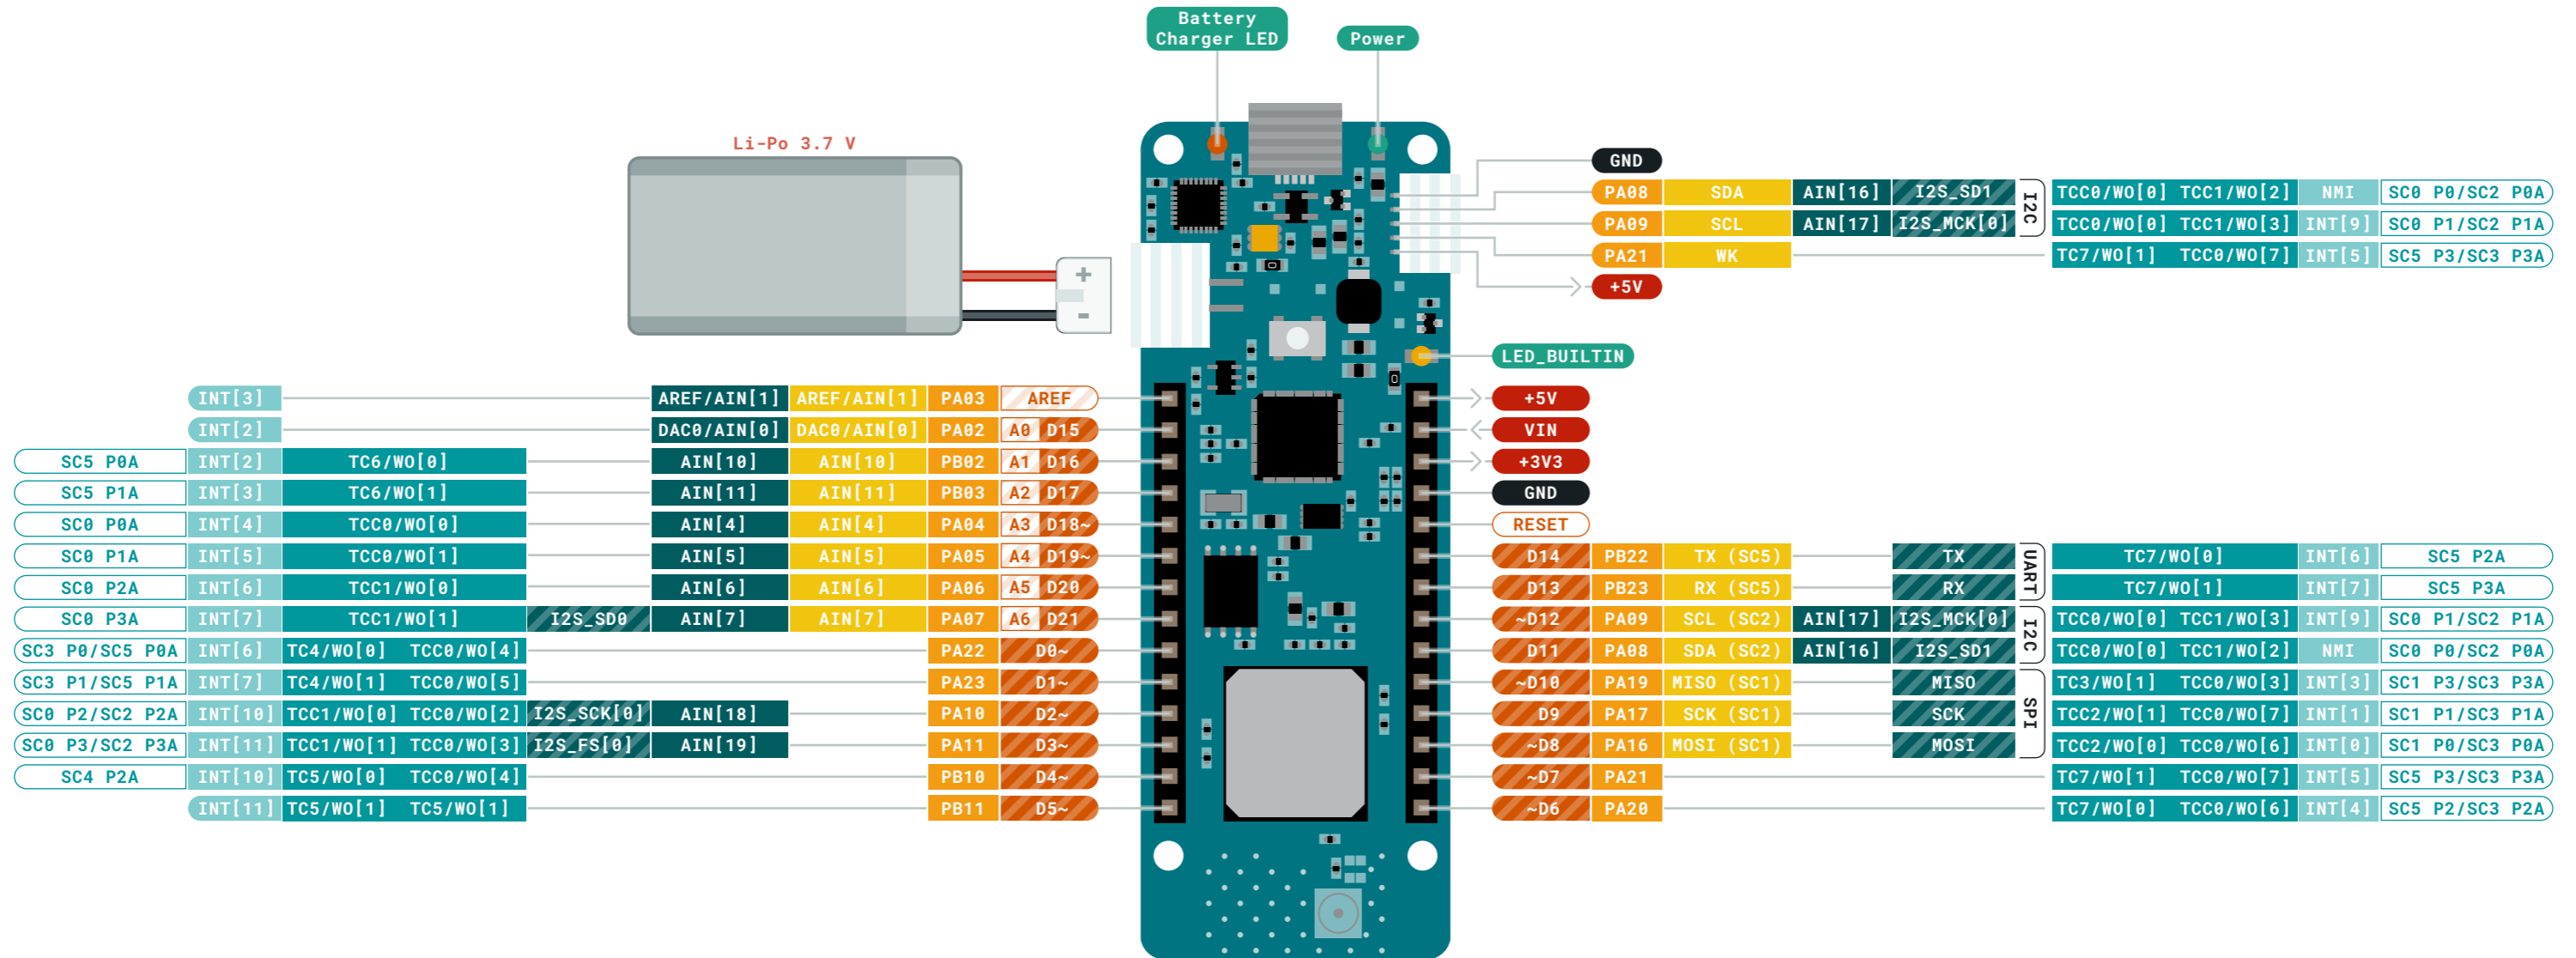 Battery
Charger LED
Power
Li-Po 3.7 V
+
-
GND
PA08 SDA AIN[16] I2S_SD1 TCC0/WO[0] TCC1/WO[2] NMI SC0 P0/SC2 P0A
PA09 SCL AIN[17] I2S_MCK[0] TCC0/WO[0] TCC1/WO[3] INT[9] SC0 P1/SC2 P1A
I2C
PA21 WK TC7/WO[1] TCC0/WO[7] INT[5] SC5 P3/SC3 P3A
+5V
LED_BUILTIN
INT[3] AREF/AIN[1] AREF/AIN[1] PA03 AREF
INT[2] DAC0/AIN[0] DAC0/AIN[0] PA02 A0 D15
SC5 P0A INT[2] TC6/WO[0] AIN[10] AIN[10] PB02 A1 D16
SC5 P1A INT[3] TC6/WO[1] AIN[11] AIN[11] PB03 A2 D17
SC0 P0A INT[4] TCC0/WO[0] AIN[4] AIN[4] PA04 A3 D18~
SC0 P1A INT[5] TCC0/WO[1] AIN[5] AIN[5] PA05 A4 D19~
SC0 P2A INT[6] TCC1/WO[0] AIN[6] AIN[6] PA06 A5 D20
SC0 P3A INT[7] TCC1/WO[1] I2S_SD0 AIN[7] AIN[7] PA07 A6 D21
SC3 P0/SC5 P0A INT[6] TC4/WO[0] TCC0/WO[4] PA22 D0~
SC3 P1/SC5 P1A INT[7] TC4/WO[1] TCC0/WO[5] PA23 D1~
SC0 P2/SC2 P2A INT[10] TCC1/WO[0] TCC0/WO[2] I2S_SCK[0] AIN[18] PA10 D2~
SC0 P3/SC2 P3A INT[11] TCC1/WO[1] TCC0/WO[3] I2S_FS[0] AIN[19] PA11 D3~
SC4 P2A INT[10] TC5/WO[0] TCC0/WO[4] PB10 D4~
INT[11] TC5/WO[1] TC5/WO[1] PB11 D5~
+5V
VIN
+3V3
GND
RESET
D14 PB22 TX (SC5) TX TC7/WO[0] INT[6] SC5 P2A
D13 PB23 RX (SC5) RX TC7/WO[1] INT[7] SC5 P3A
UART
~D12 PA09 SCL (SC2) AIN[17] I2S_MCK[0] TCC0/WO[0] TCC1/WO[3] INT[9] SC0 P1/SC2 P1A
D11 PA08 SDA (SC2) AIN[16] I2S_SD1 TCC0/WO[0] TCC1/WO[2] NMI SC0 P0/SC2 P0A
I2C
~D10 PA19 MISO (SC1) MISO TC3/WO[1] TCC0/WO[3] INT[3] SC1 P3/SC3 P3A
D9 PA17 SCK (SC1) SCK TCC2/WO[1] TCC0/WO[7] INT[1] SC1 P1/SC3 P1A
~D8 PA16 MOSI (SC1) MOSI TCC2/WO[0] TCC0/WO[6] INT[0] SC1 P0/SC3 P0A
SPI
~D7 PA21 TC7/WO[1] TCC0/WO[7] INT[5] SC5 P3/SC3 P3A
~D6 PA20 TC7/WO[0] TCC0/WO[6] INT[4] SC5 P2/SC3 P2A